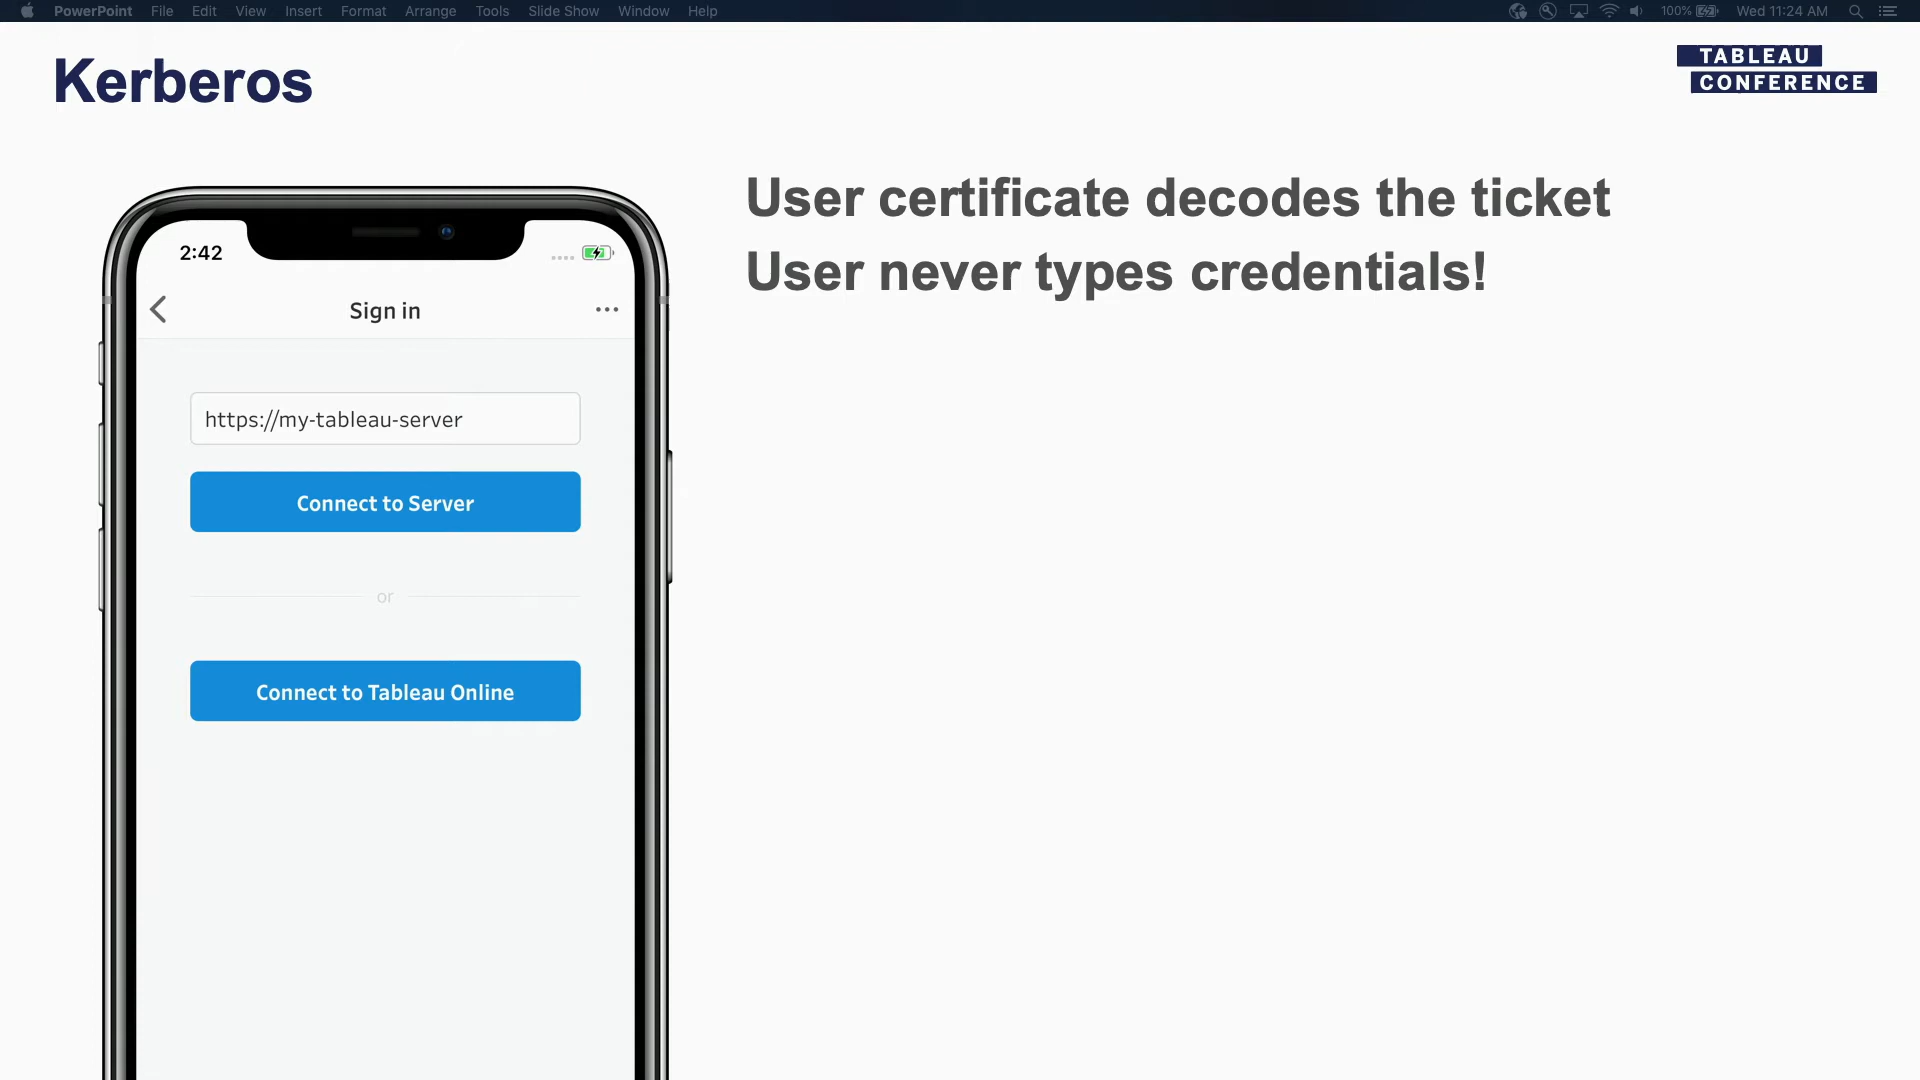 PowerPoint File Edit View Insert Format Arrange Tools Slide Show Window Help 100% Wed 11:24 AM
Kerberos
TABLEAU
CONFERENCE
User certificate decodes the ticket
User never types credentials!
2:42
Sign in
https://my-tableau-server
Connect to Server
or
Connect to Tableau Online